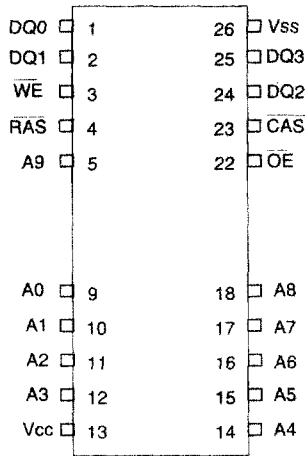 DQ0 1 26 Vss
DQ1 2 25 DQ3
WE 3 24 DQ2
RAS 4 23 CAS
A9 5 22 OE
A0 9 18 A8
A1 10 17 A7
A2 11 16 A6
A3 12 15 A5
Vcc 13 14 A4